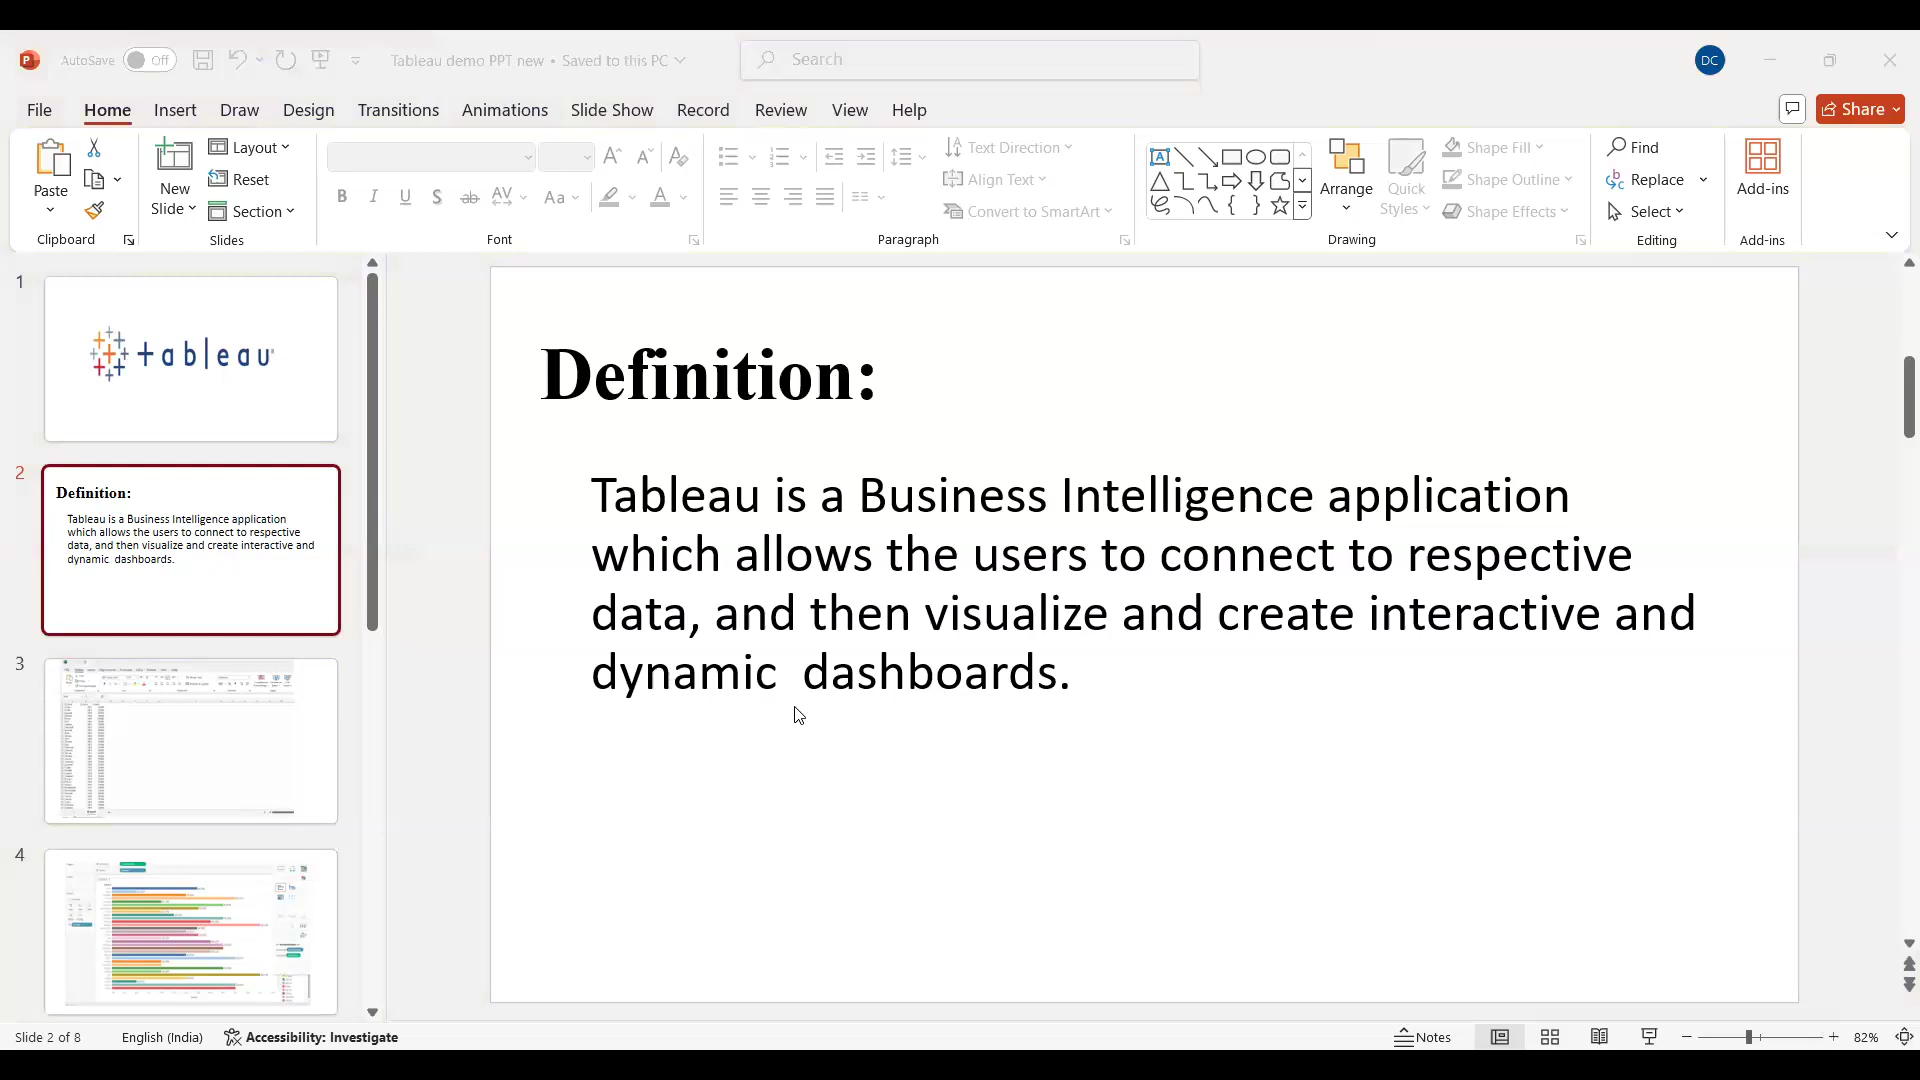 AutoSave Off Tableau demo PPT new • Saved to this PC Search DC
File Home Insert Draw Design Transitions Animations Slide Show Record Review View Help Share
Paste
Clipboard
New
Slide
Layout
Reset
Section
Slides
Font
Text Direction
Align Text
Convert to SmartArt
Paragraph
Arrange
Quick
Styles
Shape Fill
Shape Outline
Shape Effects
Drawing
Find
Replace
Select
Editing
Add-ins
Add-ins
1
+ableau
2
Definition:
Tableau is a Business Intelligence application
which allows the users to connect to respective
data, and then visualize and create interactive and
dynamic  dashboards.
3
4
Definition:
Tableau is a Business Intelligence application
which allows the users to connect to respective
data, and then visualize and create interactive and
dynamic  dashboards.
Slide 2 of 8 English (India) Accessibility: Investigate Notes 82%